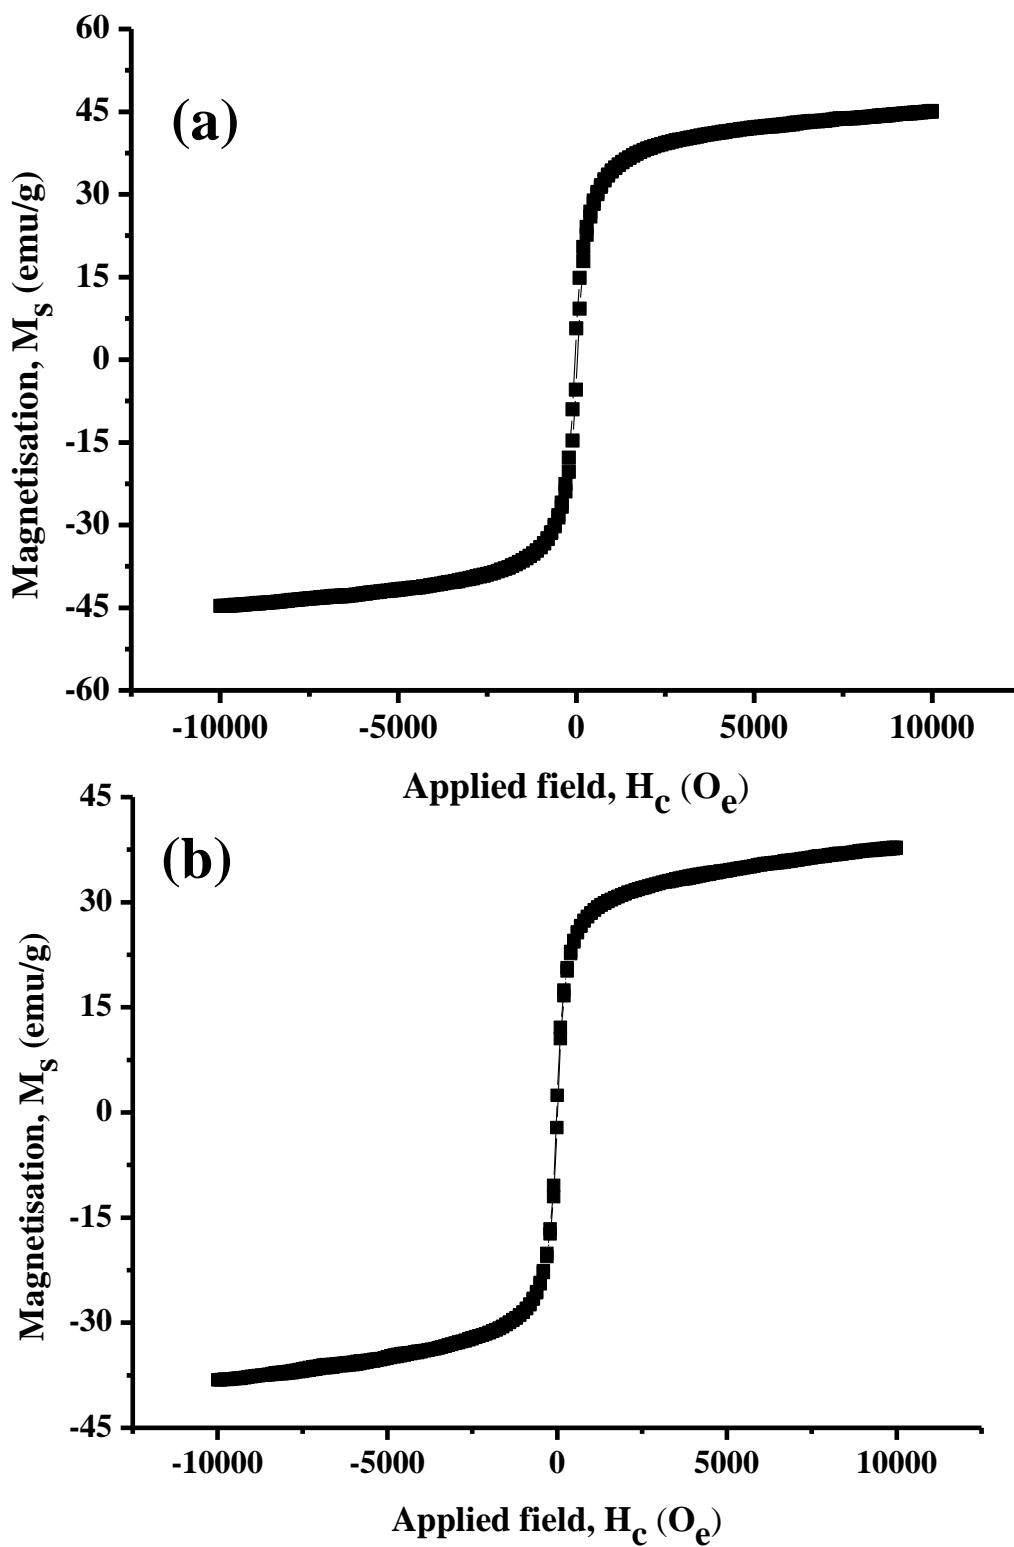 60
45
30
15
0
-15
-30
-45
-60
(a)
Magnetisation, Ms (emu/g)
-10000 -5000 0 5000 10000
Applied field, Hc (Oe)
45
30
15
0
-15
-30
-45
(b)
Magnetisation, Ms (emu/g)
-10000 -5000 0 5000 10000
Applied field, Hc (Oe)